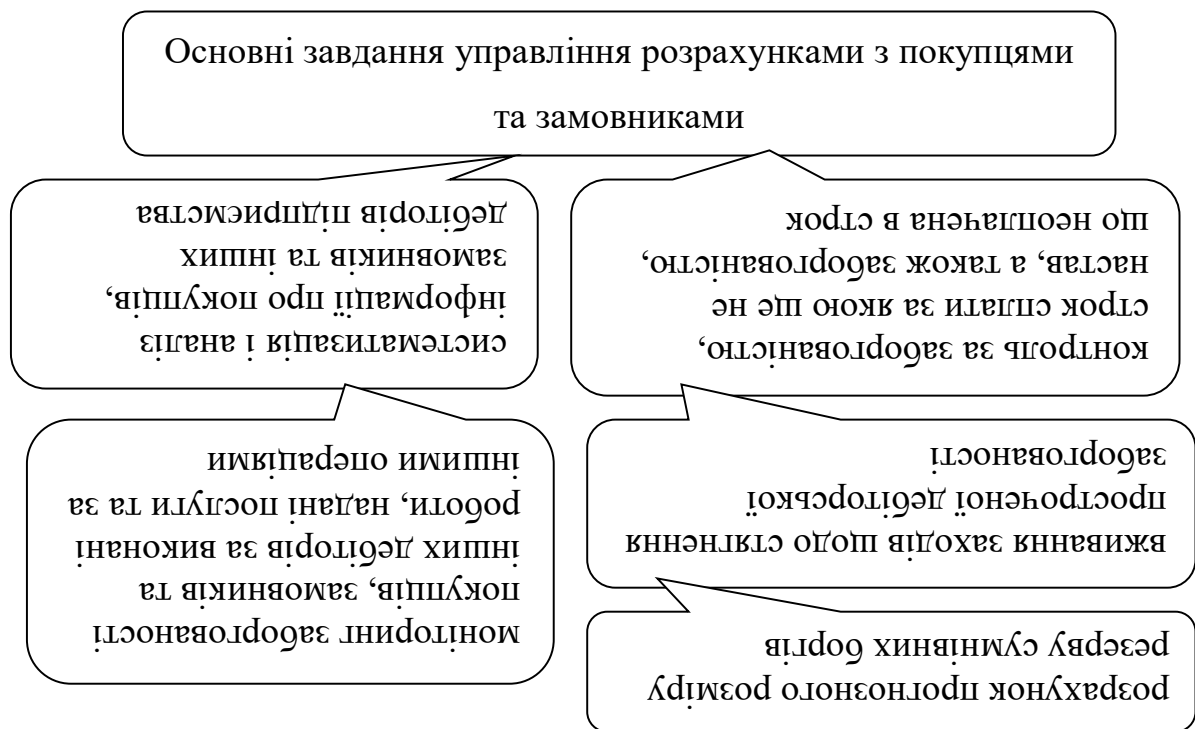 Основні завдання управління розрахунками з покупцями
та замовниками
систематизація і аналіз
інформації про покупців,
замовників та інших
дебіторів підприємства
моніторинг заборгованості
покупців, замовників та
інших дебіторів за виконані
роботи, надані послуги та за
іншими операціями
контроль за заборгованістю,
строк сплати за якою ще не
настав, а також заборгованістю,
що неоплачена в строк
вживання заходів щодо стягнення
простроченої дебіторської
заборгованості
розрахунок прогнозного розміру
резерву сумнівних боргів